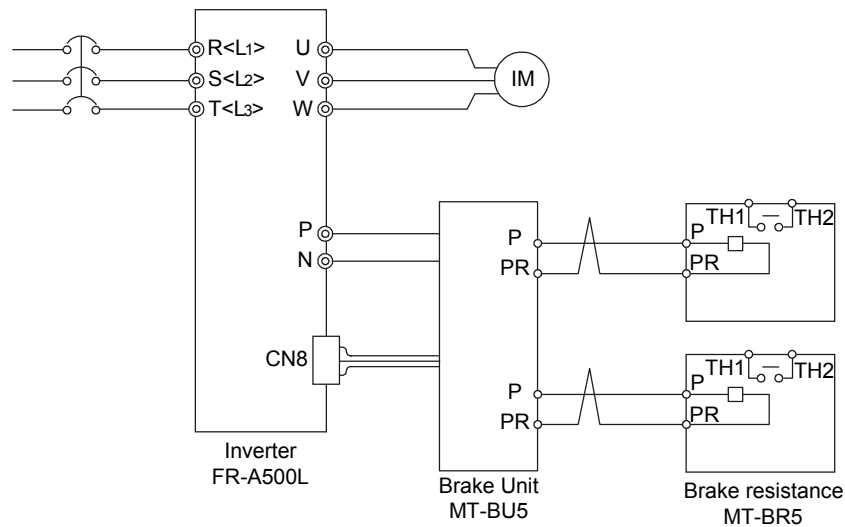 R<L1> U
S<L2> V IM
T<L3> W
P
N
CN8
Inverter
FR-A500L
P
PR
P
PR
Brake Unit
MT-BU5
TH1 TH2
P
PR
TH1 TH2
P
PR
Brake resistance
MT-BR5